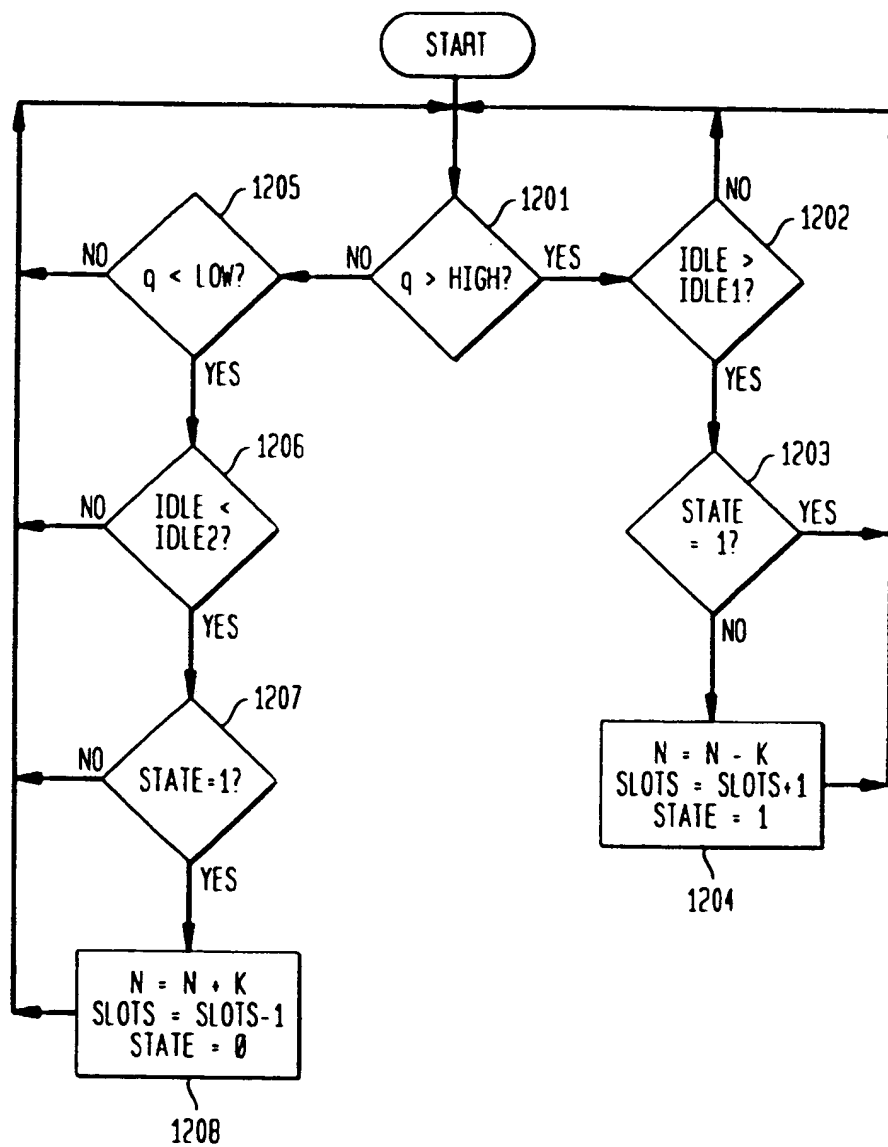 START
1205
1201
NO
1202
NO
q < LOW?
NO
q > HIGH?
YES
IDLE >
IDLE1?
YES
YES
1206
1203
NO
IDLE <
IDLE2?
STATE
= 1?
YES
YES
NO
1207
NO
STATE=1?
N = N - K
SLOTS = SLOTS+1
STATE = 1
YES
1204
N = N + K
SLOTS = SLOTS-1
STATE = 0
1208